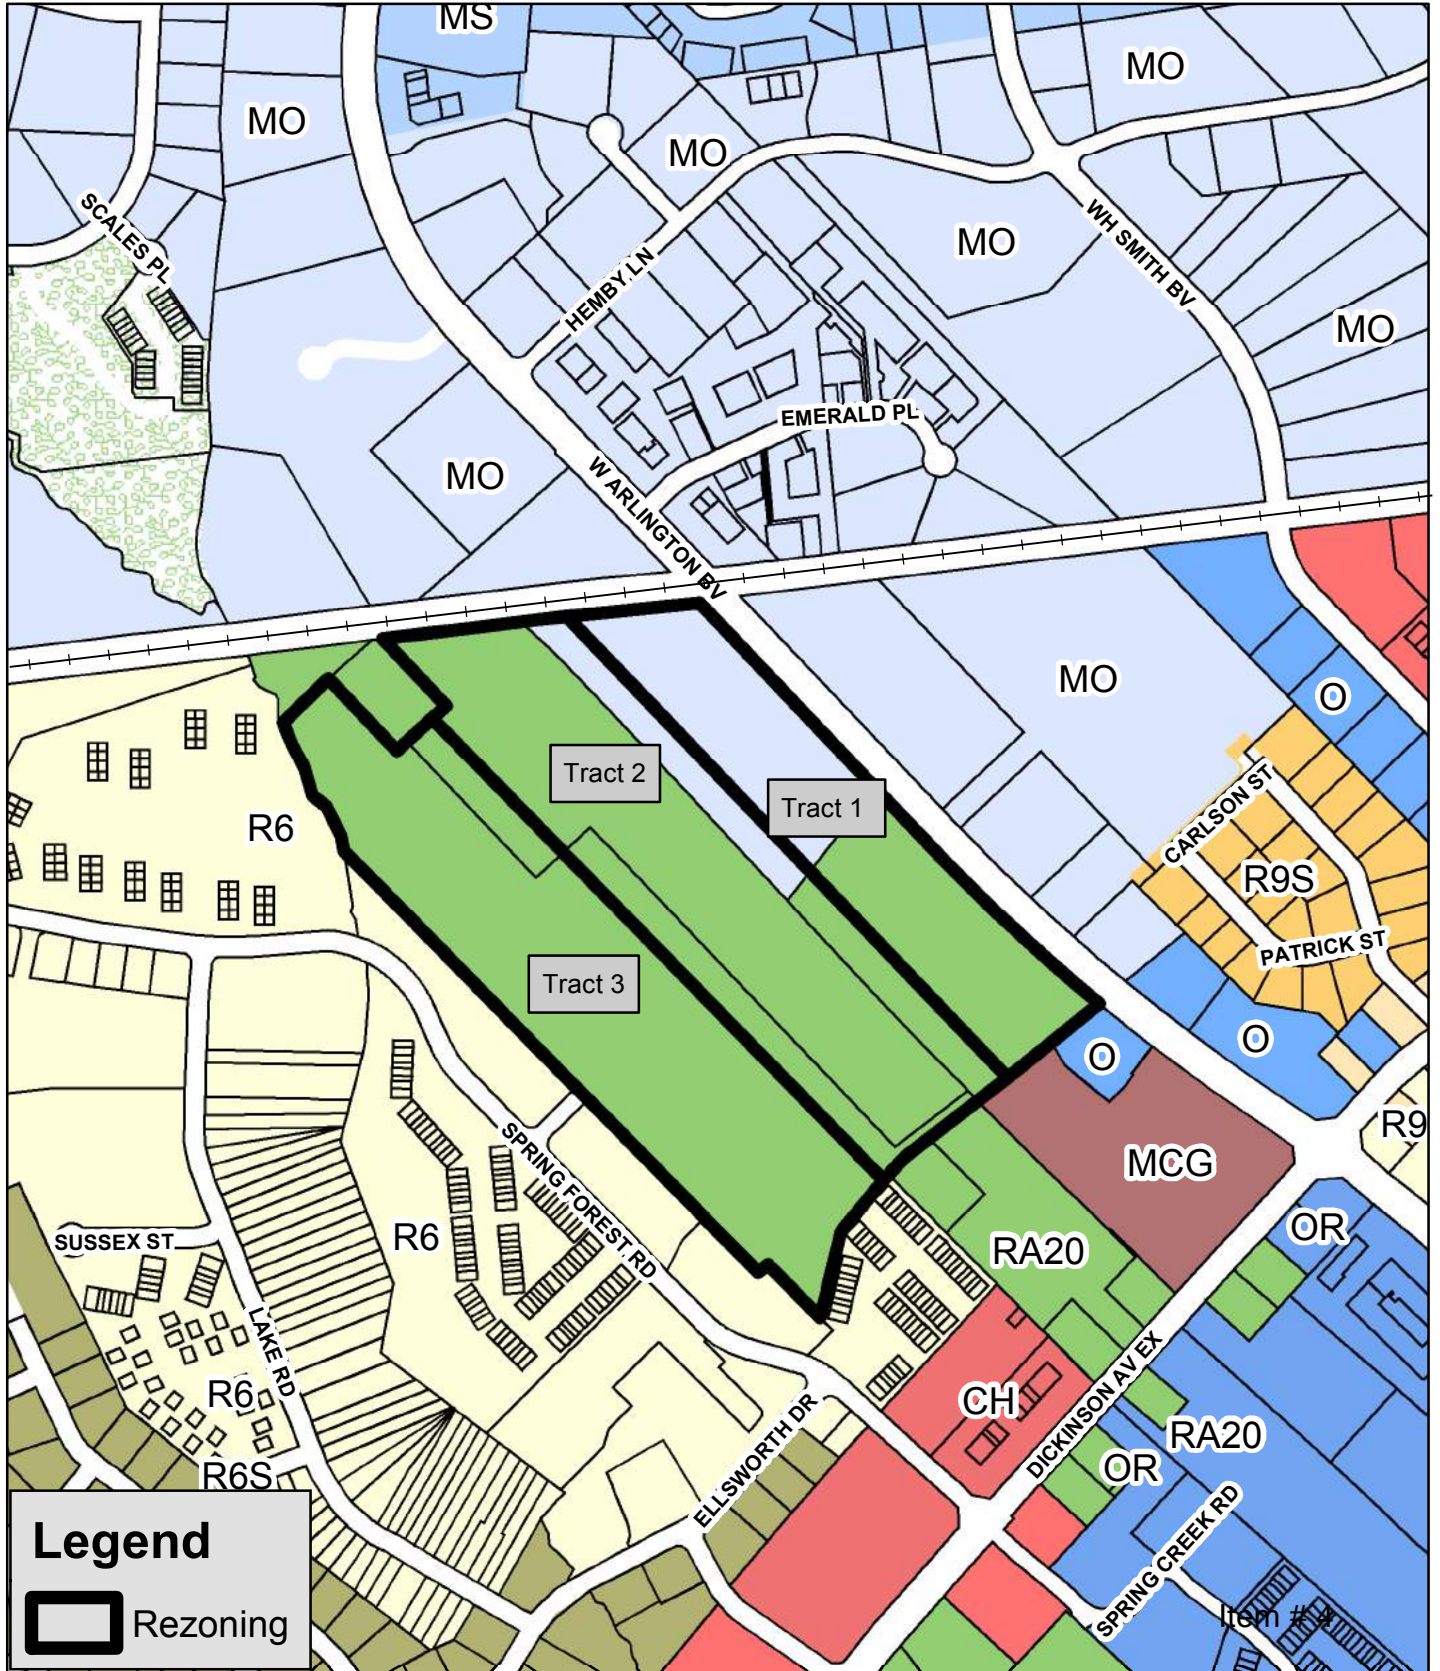 MS
MO
MO
MO
SCALES PL
MO
WH SMITH BV
HEMBY LN
MO
EMERALD PL
MO
W ARLINGTON BV
MO
O
Tract 2
Tract 1
CARLSON ST
R6
R9S
PATRICK ST
Tract 3
O
O
R9
SPRING FOREST RD
MCG
R6
OR
SUSSEX ST
RA20
LAKE RD
R6
CH
DICKINSON AV EX
RA20
OR
ELLSWORTH DR
R6S
SPRING CREEK RD
Legend
Rezoning
Item # 4